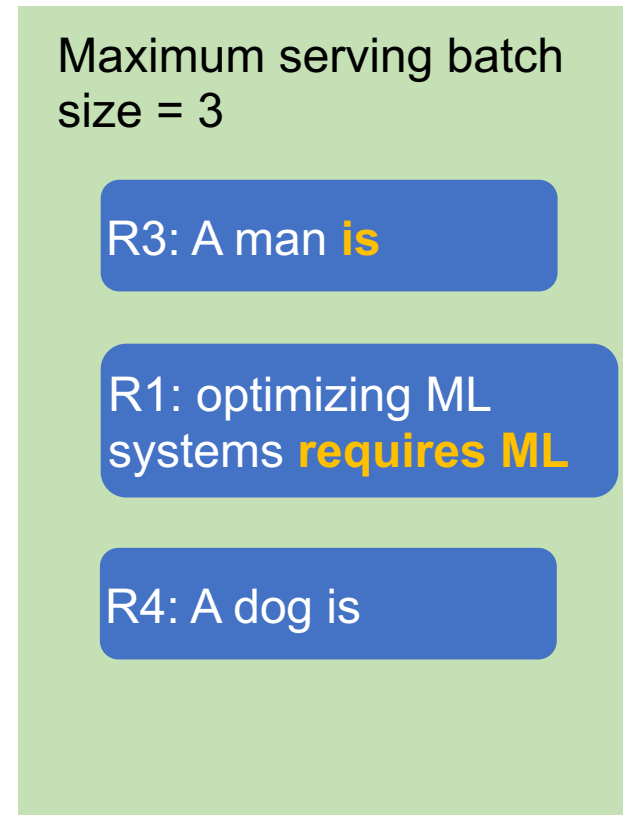 Maximum serving batch
size = 3
R3: A man is
R1: optimizing ML
systems requires ML
R4: A dog is